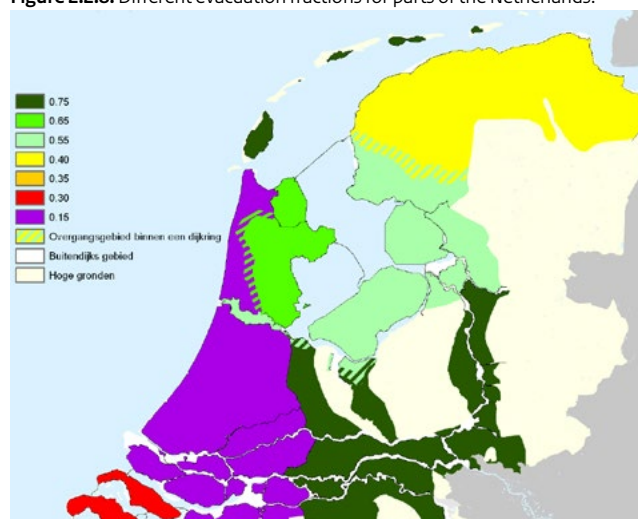 Figure 2.2.8. Different evacuation fractions for parts of the Netherlands.
0.75
0.65
0.55
0.40
0.35
0.30
0.15
Overgangsgebied binnen een dijkring
Buitendijks gebied
Hoge gronden